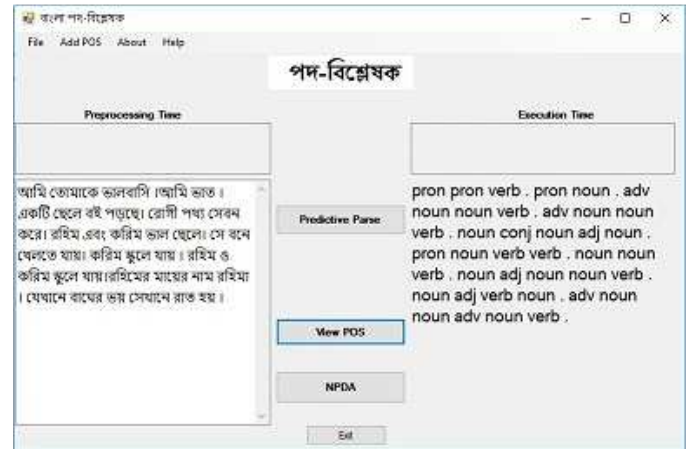 বাংলা পদ-বিশ্লেষক
File Add POS About Help
পদ-বিশ্লেষক
Preprocessing Time
Execution Time
আমি তোমাকে ভালবাসি ।আমি ভাত ।
একটি ছেলে বই পড়ছে। রোগী পথ্য সেবন
করে। রহিম এবং করিম ভাল ছেলে। সে বনে
খেলতে যায়। করিম স্কুলে যায় । রহিম ও
করিম স্কুলে যায়।রহিমের মায়ের নাম রহিমা
। যেখানে বাঘের ভয় সেখানে রাত হয় ।
Predictive Parse
View POS
NPDA
Exit
pron pron verb . pron noun . adv
noun noun verb . adv noun noun
verb . noun conj noun adj noun .
pron noun verb verb . noun noun
verb . noun adj noun noun verb .
noun adj verb noun . adv noun
noun adv noun verb .